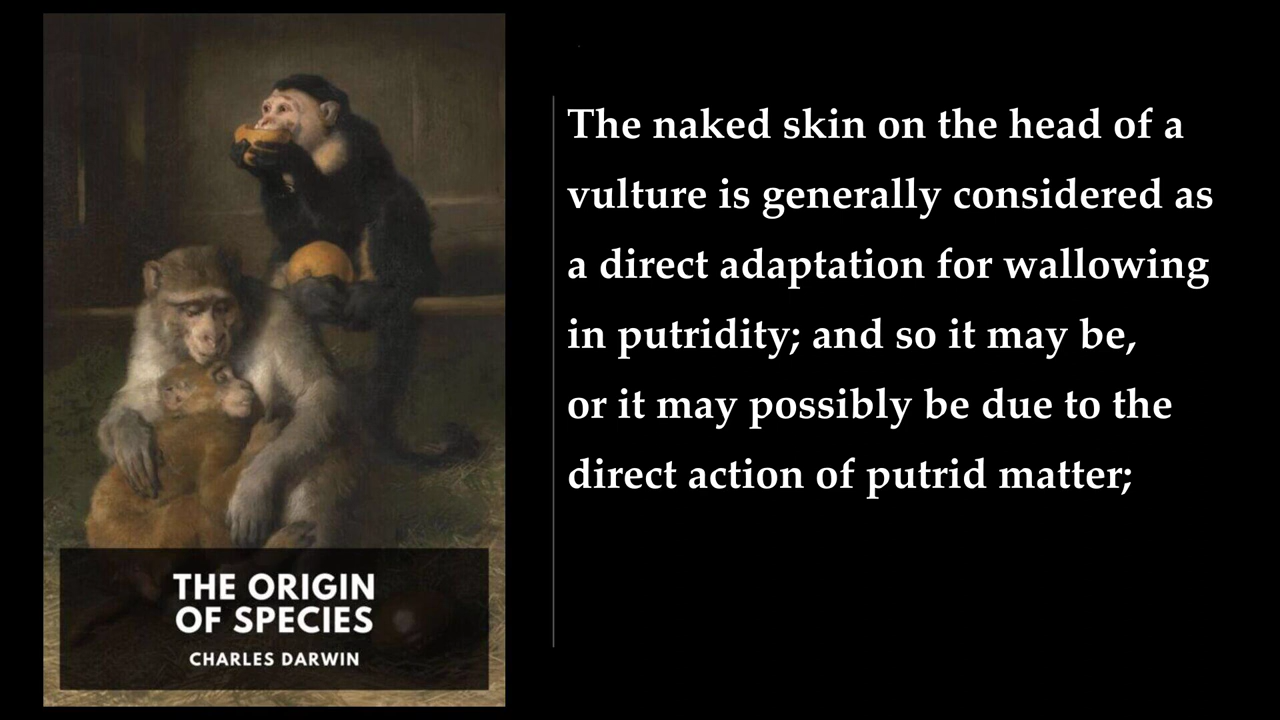 The naked skin on the head of a
vulture is generally considered as
a direct adaptation for wallowing
in putridity; and so it may be,
or it may possibly be due to the
direct action of putrid matter;
THE ORIGIN
OF SPECIES
CHARLES DARWIN